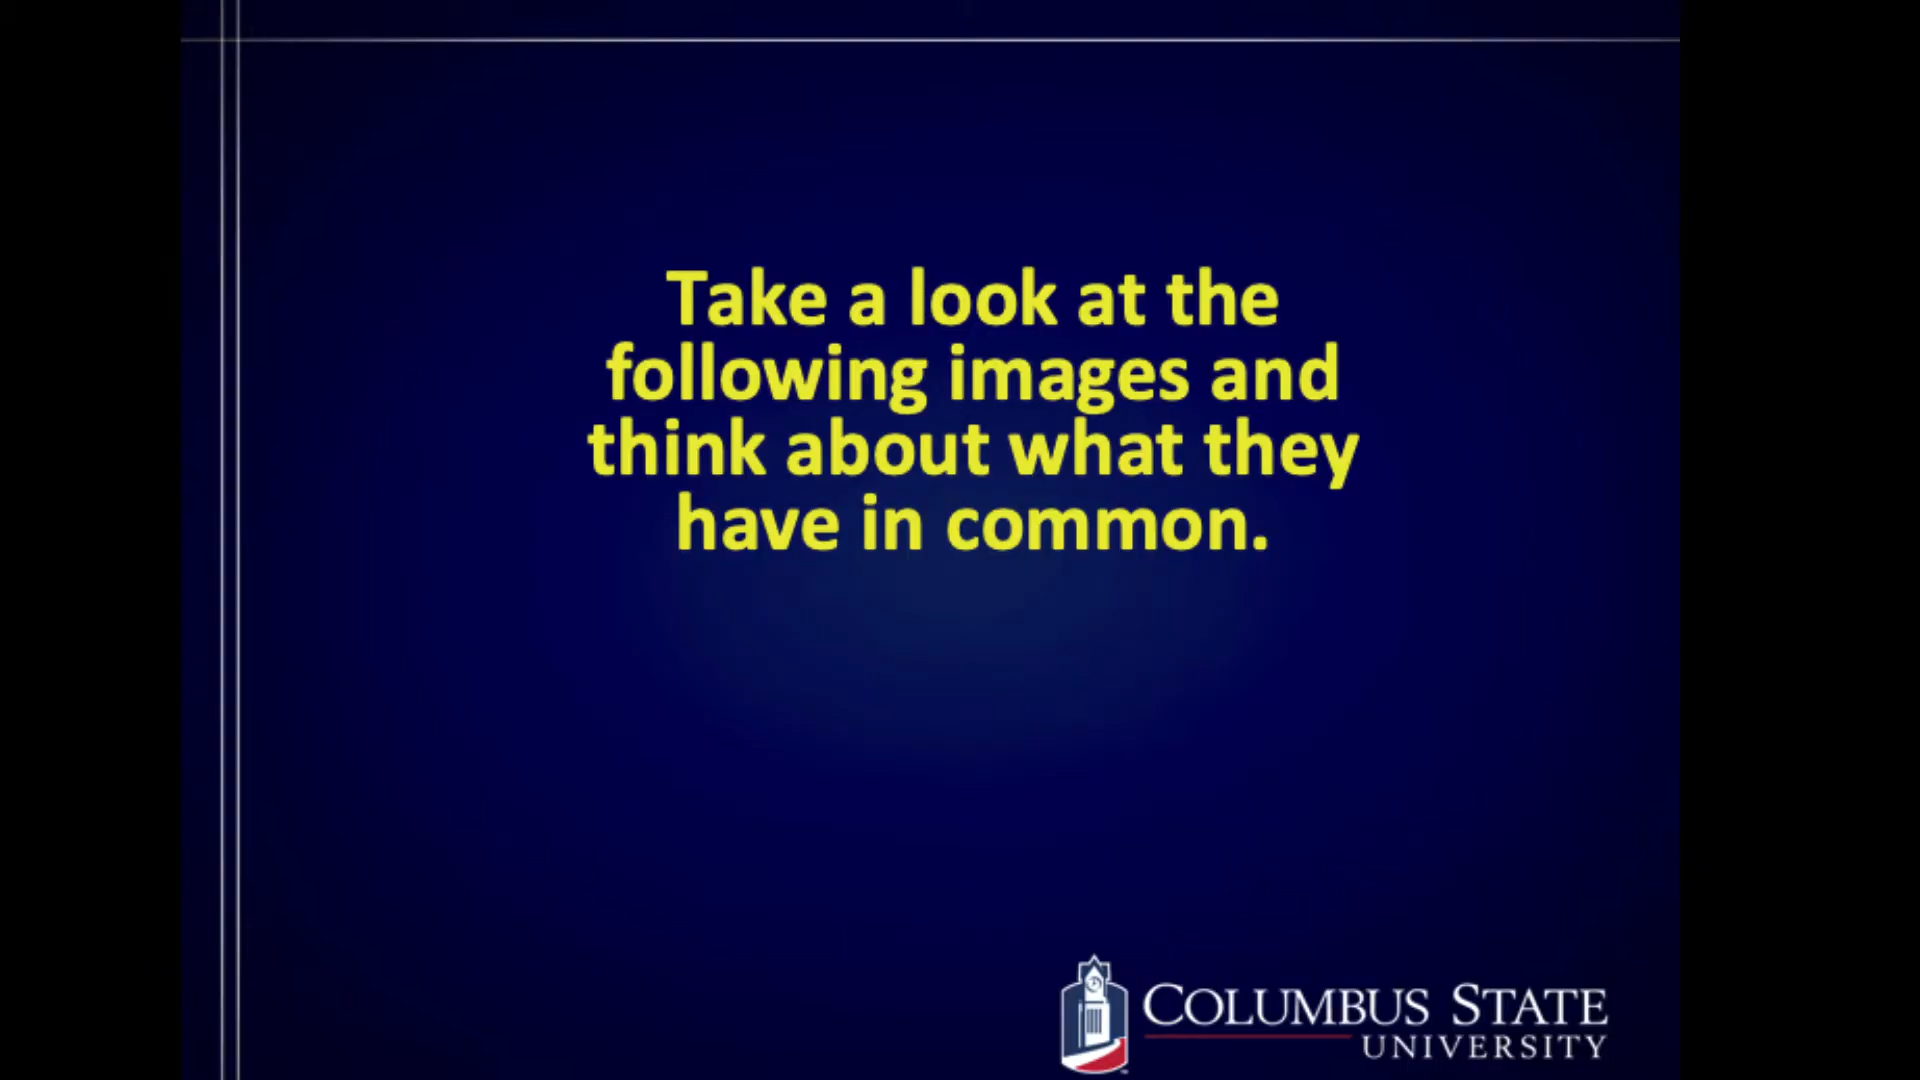 Take a look at the
following images and
think about what they
have in common.
COLUMBUS STATE
UNIVERSITY